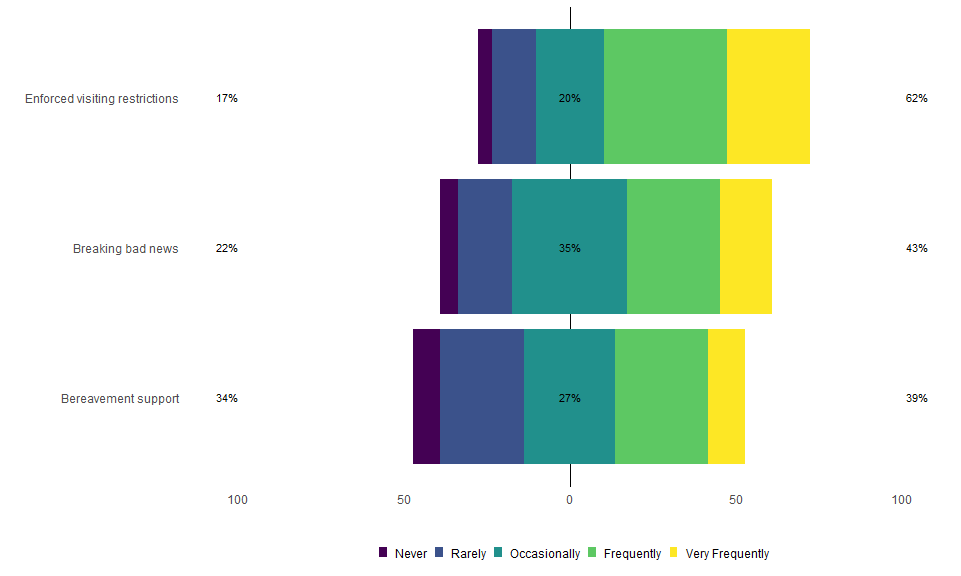 Enforced visiting restrictions 17% 20% 62%
Breaking bad news 22% 35% 43%
Bereavement support 34% 27% 39%
100 50 0 50 100
Never Rarely Occasionally Frequently Very Frequently